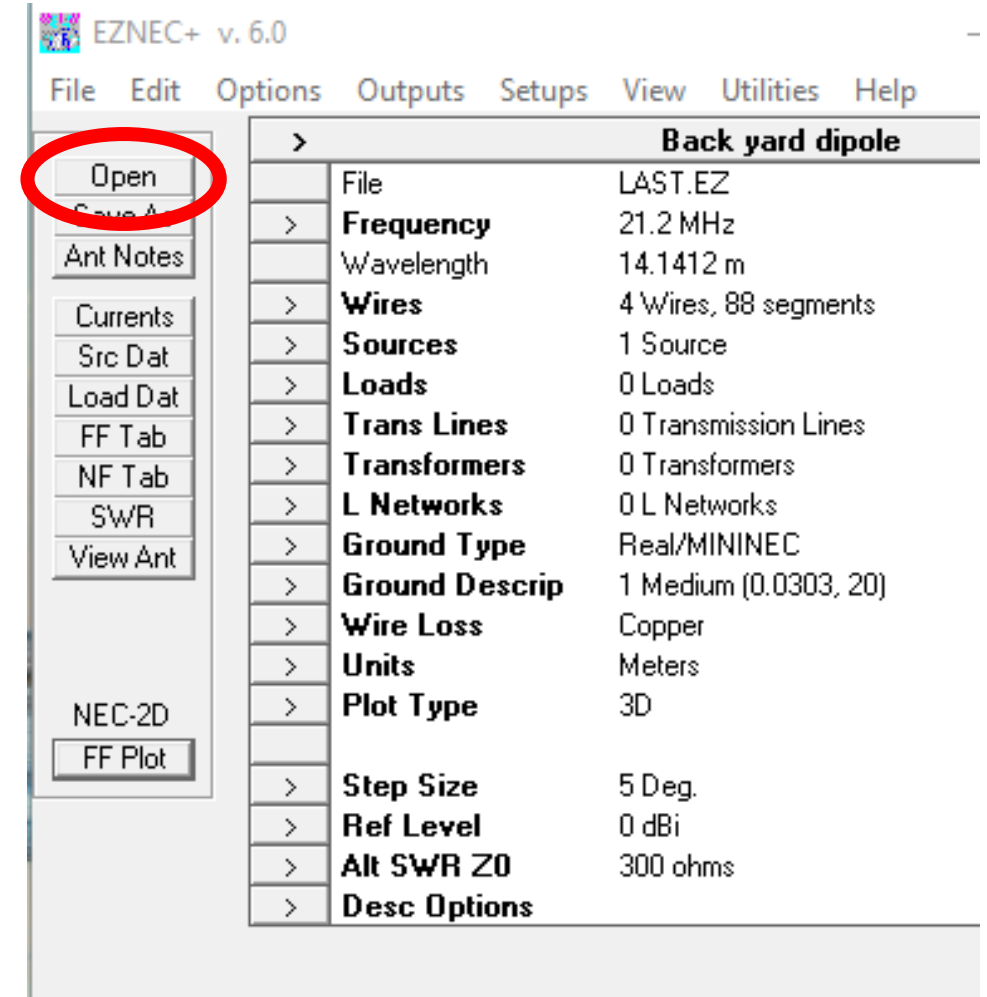 EZNEC+ v. 6.0
File Edit Options Outputs Setups View Utilities Help
Open
Save As
Ant Notes
Currents
Src Dat
Load Dat
FF Tab
NF Tab
SWR
View Ant
NEC-2D
FF Plot
> Back yard dipole
File LAST.EZ
> Frequency 21.2 MHz
Wavelength 14.1412 m
> Wires 4 Wires, 88 segments
> Sources 1 Source
> Loads 0 Loads
> Trans Lines 0 Transmission Lines
> Transformers 0 Transformers
> L Networks 0 L Networks
> Ground Type Real/MININEC
> Ground Descrip 1 Medium (0.0303, 20)
> Wire Loss Copper
> Units Meters
> Plot Type 3D
> Step Size 5 Deg.
> Ref Level 0 dBi
> Alt SWR Z0 300 ohms
> Desc Options